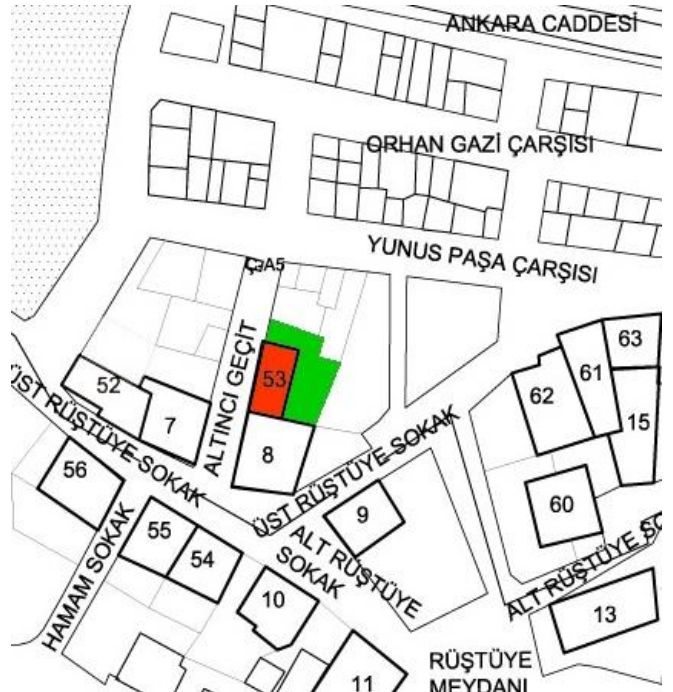 ANKARA CADDESİ
ORHAN GAZİ ÇARŞISI
YUNUS PAŞA ÇARŞISI
ALTINCI GEÇİT
63
61
62
15
53
52
7
8
ÜST RÜŞTÜYE SOKAK
ÜST RÜŞTÜYE SOKAK
56
55
54
9
60
HAMAM SOKAK
ALT RÜŞTÜYE
SOKAK
ALT RÜŞTÜYE SO
10
13
11
RÜŞTÜYE
MEYDANI